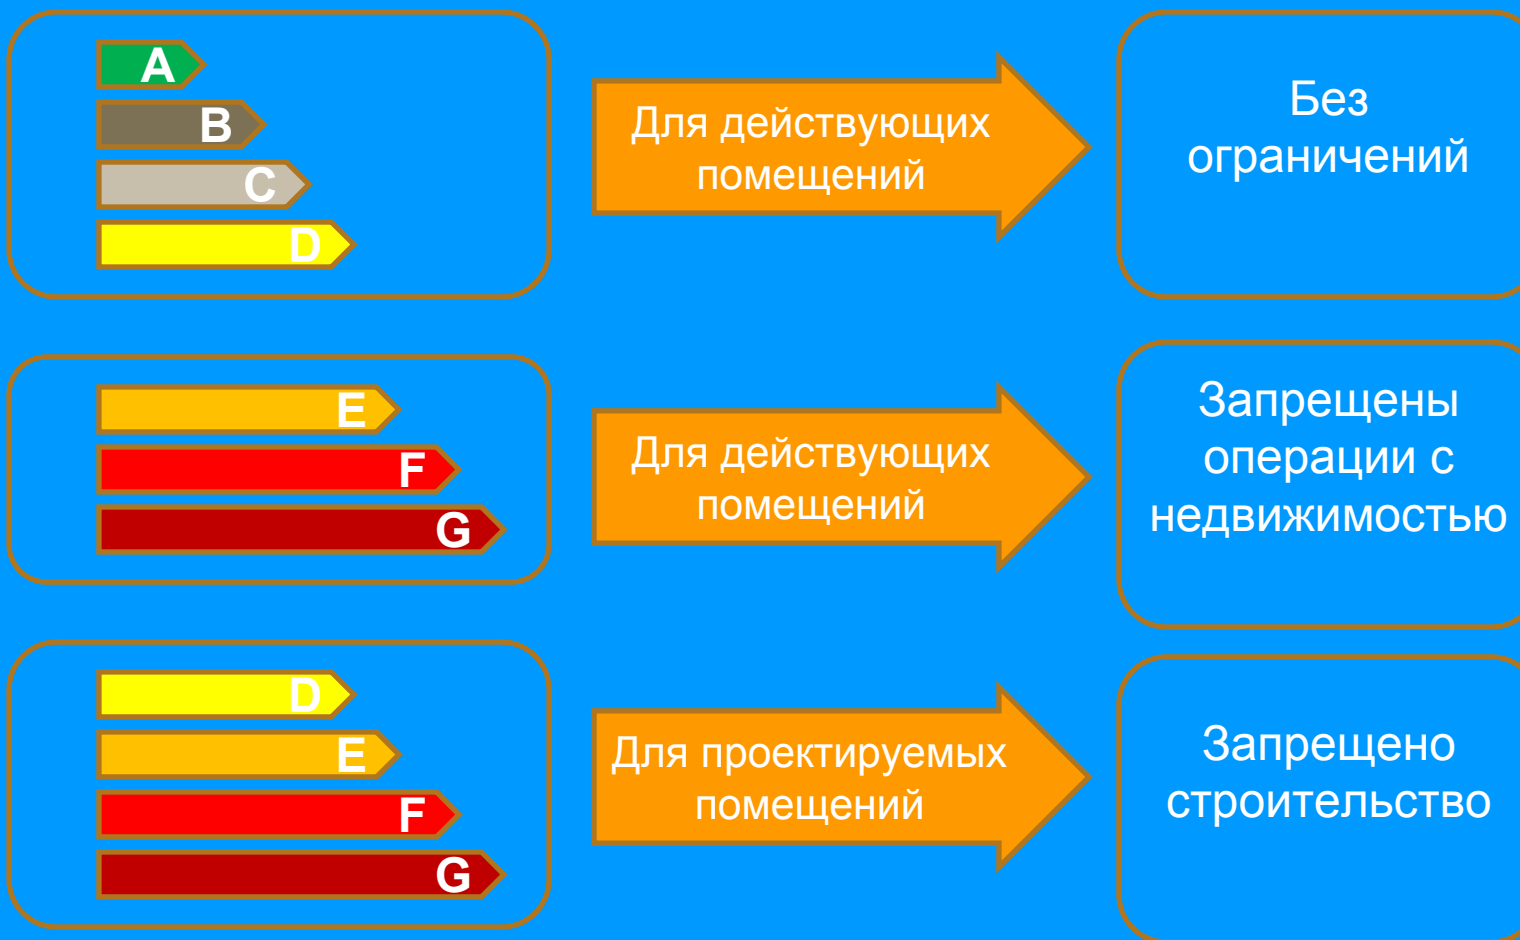 A
B
C
D
Для действующих
помещений
Без
ограничений
E
F
G
Для действующих
помещений
Запрещены
операции с
недвижимостью
D
E
F
G
Для проектируемых
помещений
Запрещено
строительство